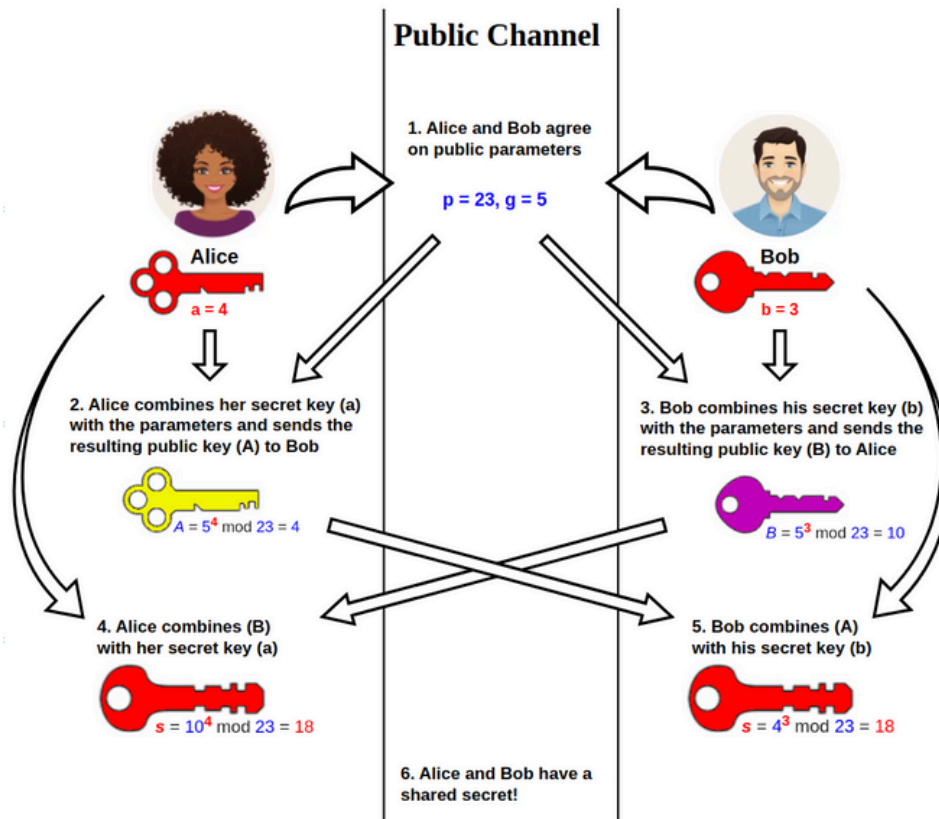 Public Channel
1. Alice and Bob agree
on public parameters
p = 23, g = 5
Alice
a = 4
Bob
b = 3
2. Alice combines her secret key (a)
with the parameters and sends the
resulting public key (A) to Bob
A = 5⁴ mod 23 = 4
3. Bob combines his secret key (b)
with the parameters and sends the
resulting public key (B) to Alice
B = 5³ mod 23 = 10
4. Alice combines (B)
with her secret key (a)
s = 10⁴ mod 23 = 18
5. Bob combines (A)
with his secret key (b)
s = 4³ mod 23 = 18
6. Alice and Bob have a
shared secret!